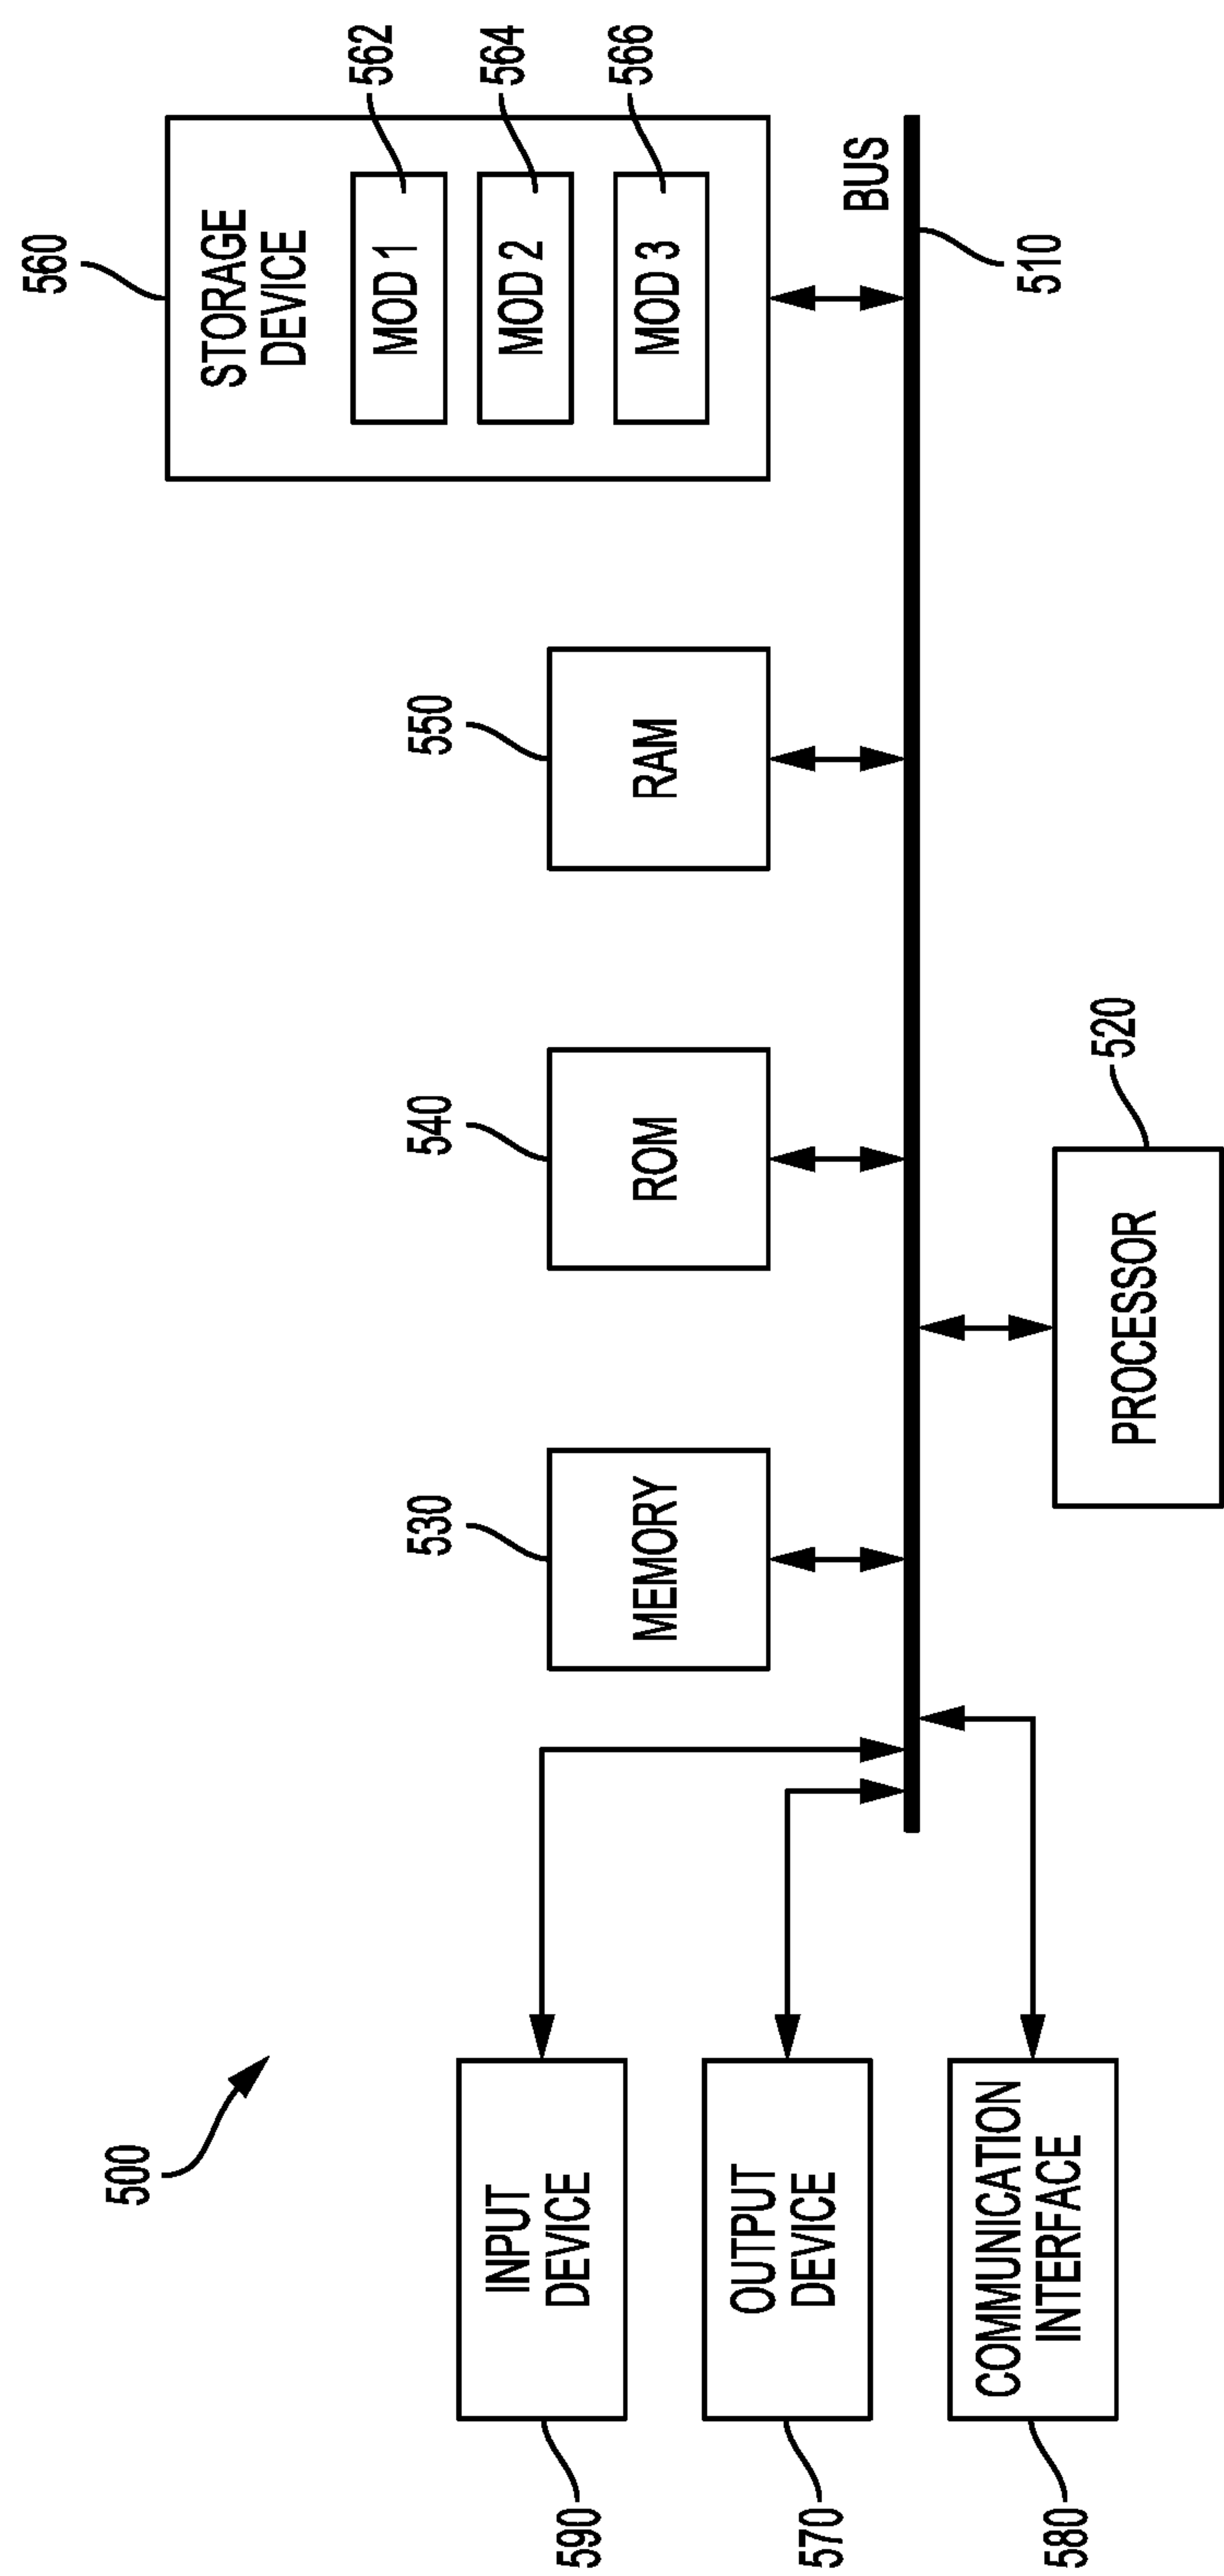 500
560
STORAGE
DEVICE
MOD 1
562
MOD 2
564
MOD 3
566
590
INPUT
DEVICE
530
MEMORY
540
ROM
550
RAM
570
OUTPUT
DEVICE
BUS
510
580
COMMUNICATION
INTERFACE
PROCESSOR
520